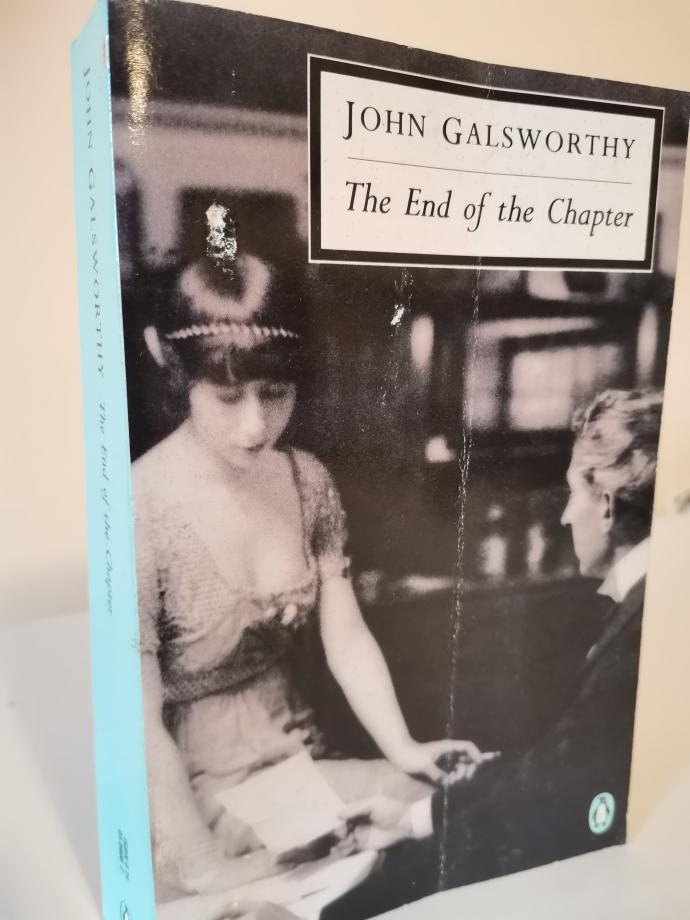 JOHN GALSWORTHY
The End of the Chapter
JOHN GALSWORTHY The End of the Chapter